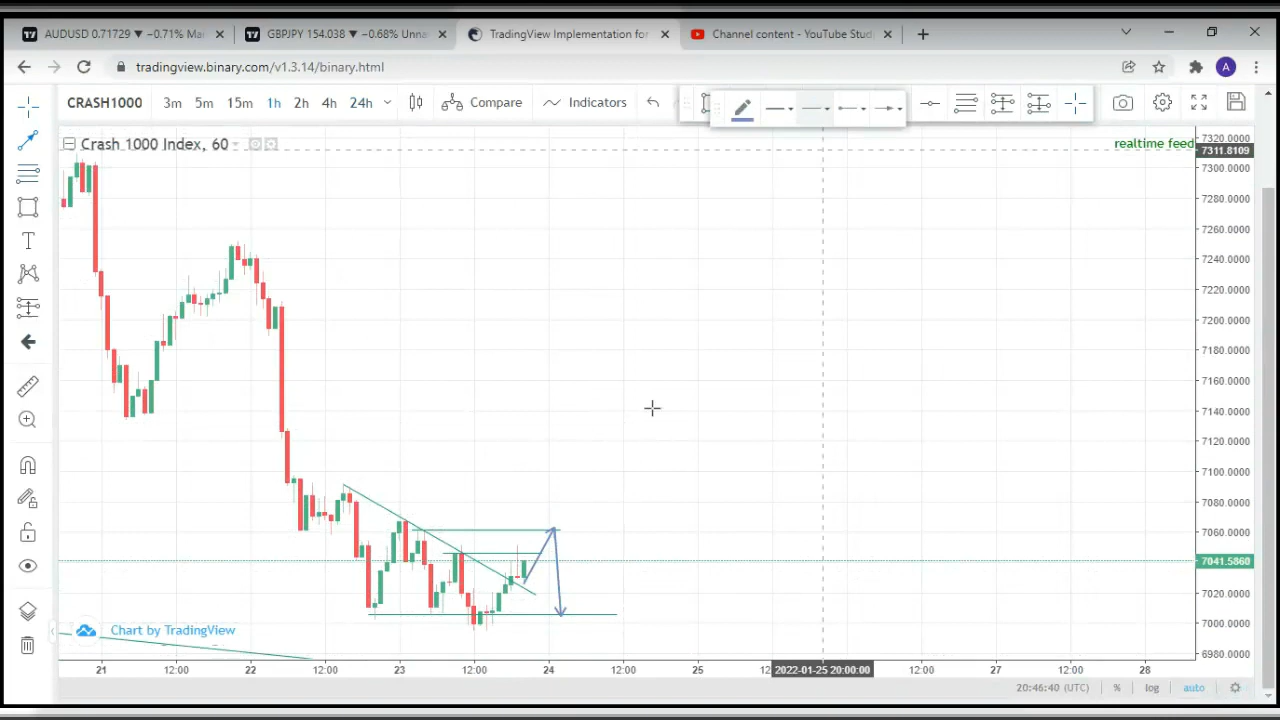 AUDUSD 0.71729 ▼ −0.71% Mar
GBPJPY 154.038 ▼ −0.68% Unna
TradingView Implementation for
Channel content - YouTube Stud
tradingview.binary.com/v1.3.14/binary.html
A
CRASH1000 3m 5m 15m 1h 2h 4h 24h Compare Indicators
Crash 1000 Index, 60
realtime feed
7320.0000
7311.8109
7300.0000
7280.0000
7260.0000
7240.0000
7220.0000
7200.0000
7180.0000
7160.0000
7140.0000
7120.0000
7100.0000
7080.0000
7060.0000
7041.5860
7020.0000
7000.0000
6980.0000
Chart by TradingView
21 12:00 22 12:00 23 12:00 24 12:00 25 2022-01-25 20:00:00 12:00 27 12:00 28
20:46:40 (UTC) % log auto